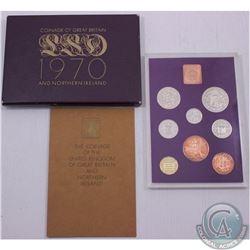 COINAGE OF GREAT BRITAIN
LSD
1970
AND NORTHERN IRELAND
THE COINAGE
OF THE
UNITED KINGDOM
OF GREAT BRITAIN
AND
NORTHERN
IRELAND